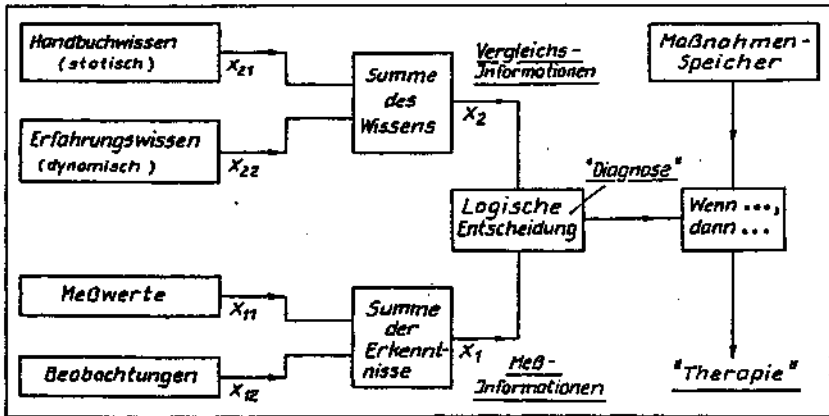 Handbuchwissen
(statisch)
X21
Erfahrungswissen
(dynamisch)
X22
Summe
des
Wissens
X2
Vergleichs-
Informationen
Maßnahmen-
Speicher
"Diagnose"
Logische
Entscheidung
Wenn ...,
dann ...
Meßwerte
X11
Beobachtungen
X12
Summe
der
Erkennt-
nisse
X1
Meß-
Informationen
"Therapie"